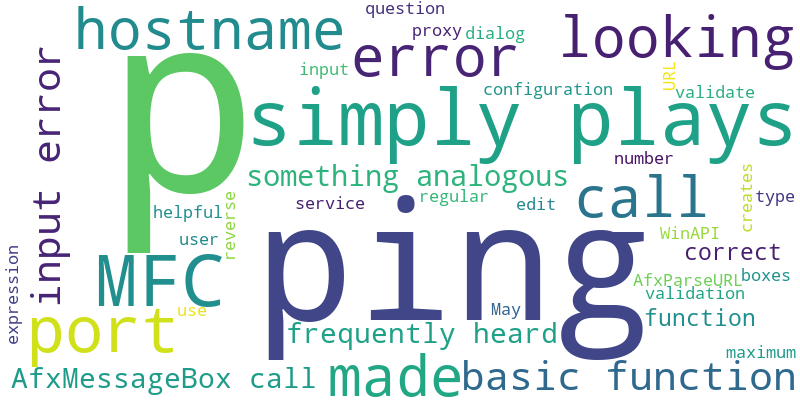 question
hostname
proxy
dialog
looking
error
input
URL
configuration
validate
p
simply plays
input error
number
something analogous
creates
service
regular
edit
call
type
helpful
reverse
user
ping
WinAPI
correct
expression
MFC
AfxParseURL
boxes
validation
May
use
port
function
frequently heard
maximum
AfxMessageBox call
made
basic function